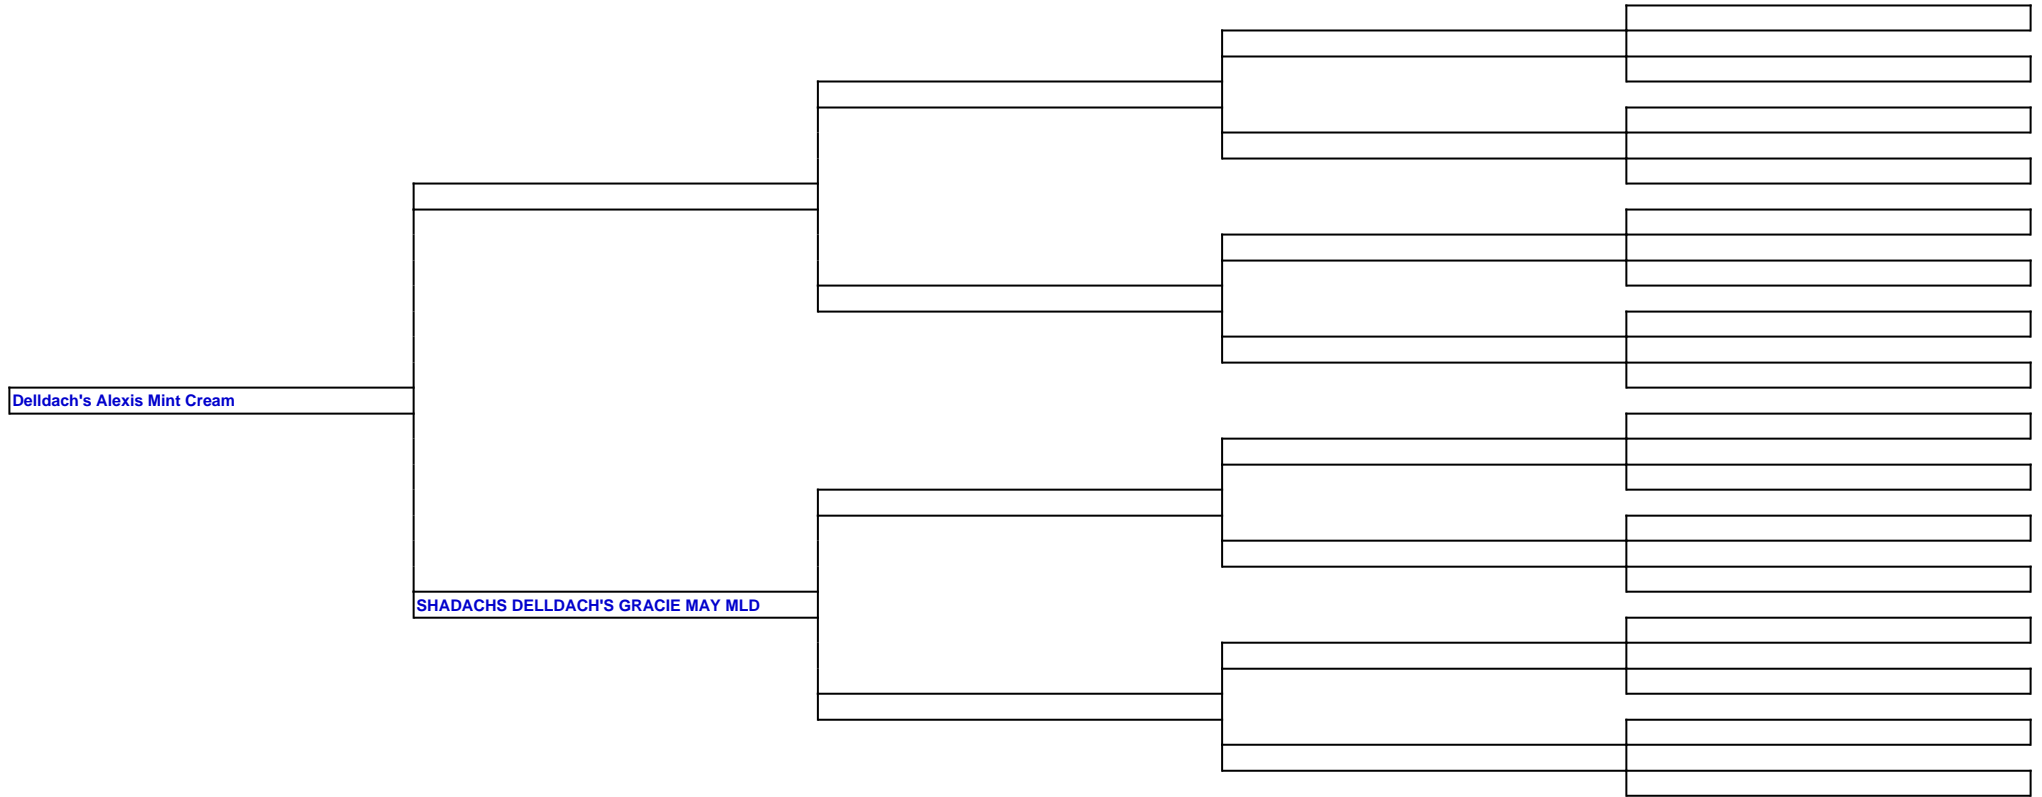 Delldach's Alexis Mint Cream
SHADACHS DELLDACH'S GRACIE MAY MLD